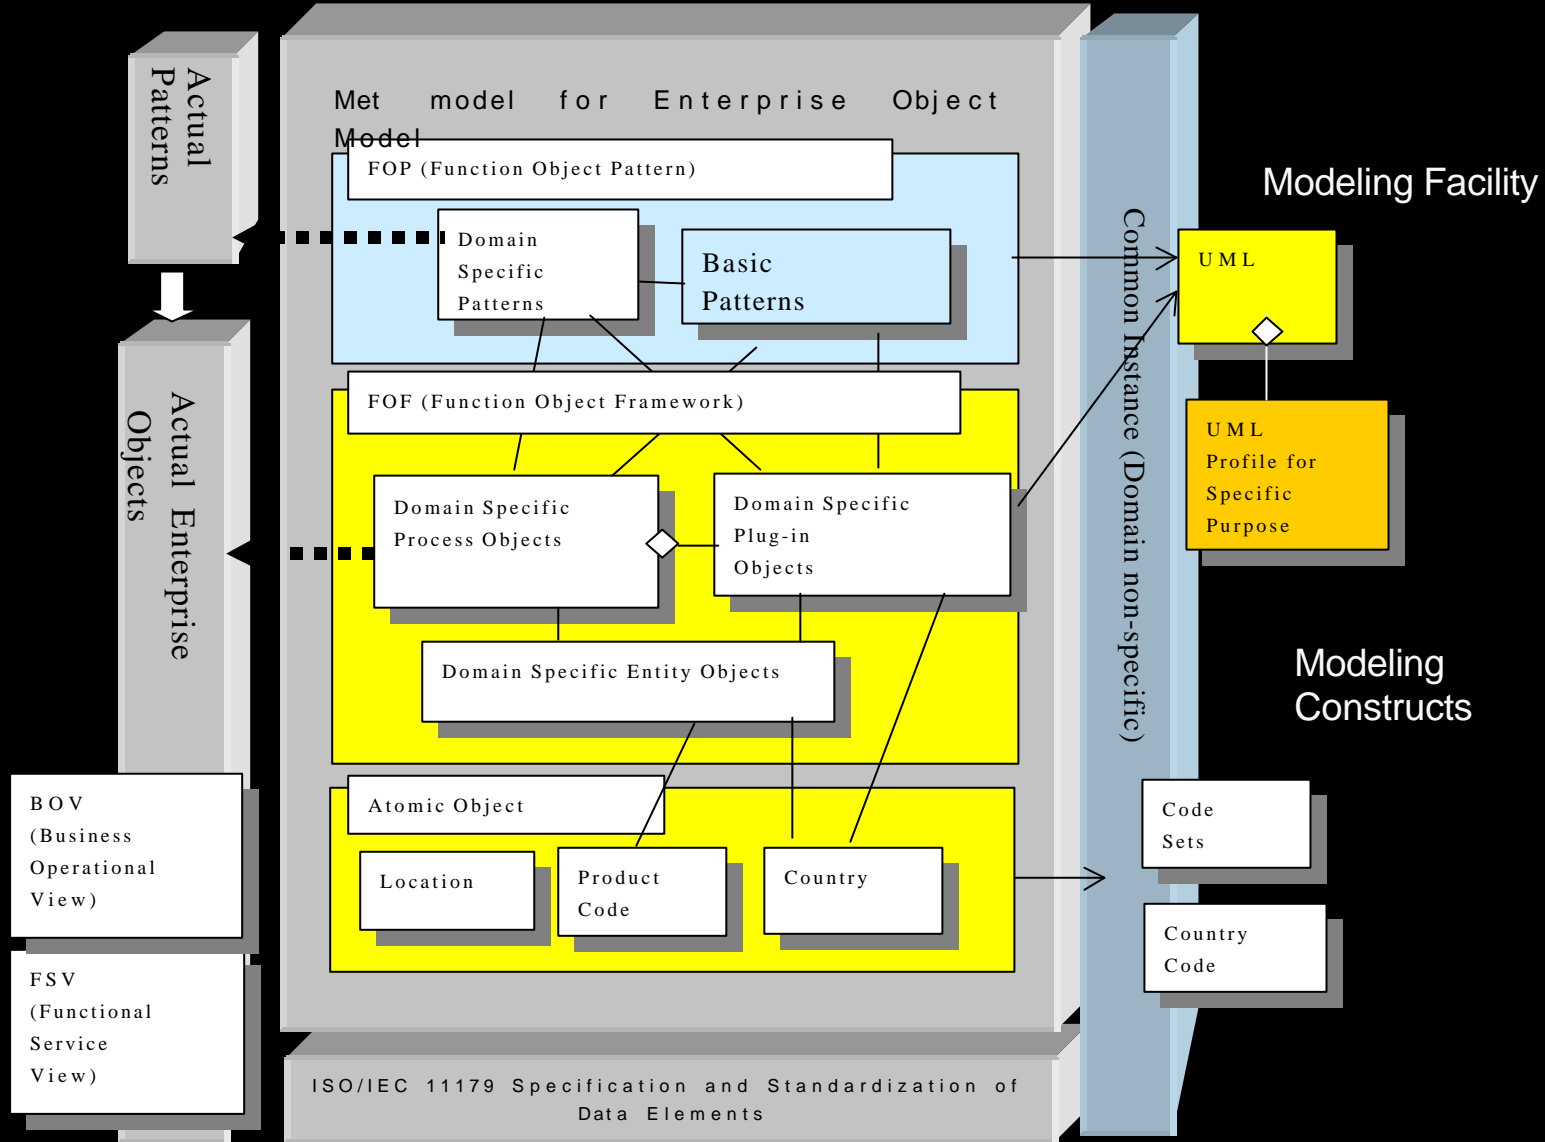 Actual
Patterns
Met model for Enterprise Object
Model
FOP (Function Object Pattern)
Domain
Specific
Patterns
Basic
Patterns
Modeling Facility
UML
UML
Profile for
Specific
Purpose
Common Instance (Domain non-specific)
Actual Enterprise
Objects
FOF (Function Object Framework)
Domain Specific
Process Objects
Domain Specific
Plug-in
Objects
Domain Specific Entity Objects
Modeling
Constructs
Atomic Object
Location
Product
Code
Country
Code
Sets
Country
Code
BOV
(Business
Operational
View)
FSV
(Functional
Service
View)
ISO/IEC 11179 Specification and Standardization of
Data Elements